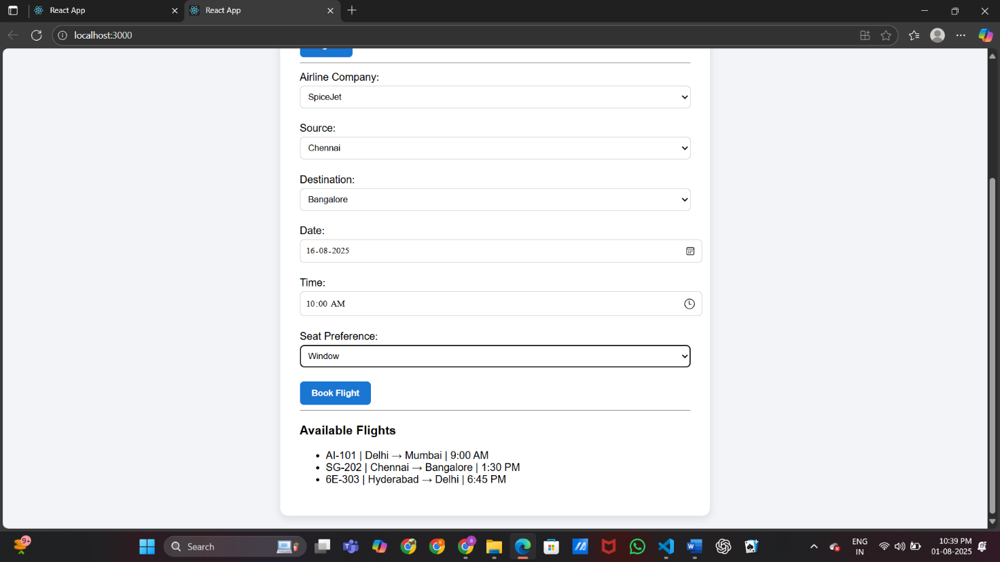 React App
React App
localhost:3000
Airline Company:
SpiceJet
Source:
Chennai
Destination:
Bangalore
Date:
16-08-2025
Time:
10:00 AM
Seat Preference:
Window
Book Flight
Available Flights
• AI-101 | Delhi → Mumbai | 9:00 AM
• SG-202 | Chennai → Bangalore | 1:30 PM
• 6E-303 | Hyderabad → Delhi | 6:45 PM
9+
Search
ENG
IN
10:39 PM
01-08-2025